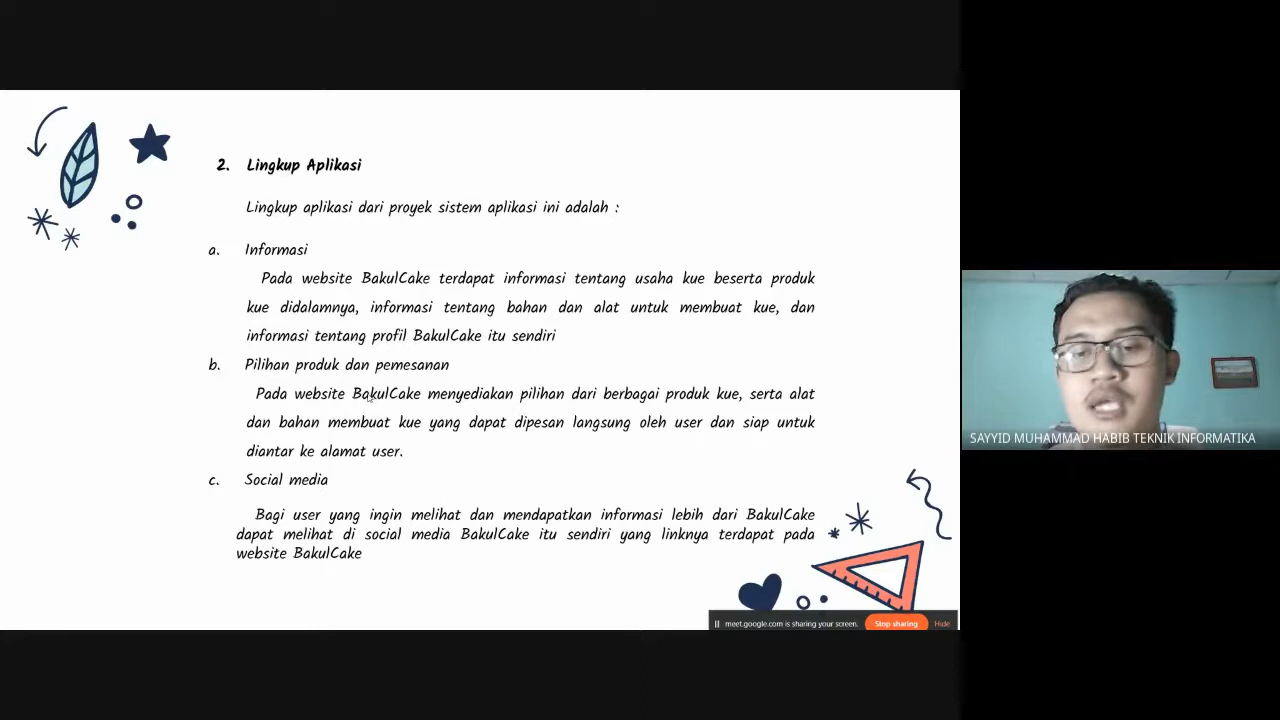 2. Lingkup Aplikasi
Lingkup aplikasi dari proyek sistem aplikasi ini adalah :
a. Informasi
Pada website BakulCake terdapat informasi tentang usaha kue beserta produk
kue didalamnya, informasi tentang bahan dan alat untuk membuat kue, dan
informasi tentang profil BakulCake itu sendiri
b. Pilihan produk dan pemesanan
Pada website BakulCake menyediakan pilihan dari berbagai produk kue, serta alat
dan bahan membuat kue yang dapat dipesan langsung oleh user dan siap untuk
diantar ke alamat user.
c. Social media
Bagi user yang ingin melihat dan mendapatkan informasi lebih dari BakulCake
dapat melihat di social media BakulCake itu sendiri yang linknya terdapat pada
website BakulCake
meet.google.com is sharing your screen. Stop sharing Hide
SAYYID MUHAMMAD HABIB TEKNIK INFORMATIKA